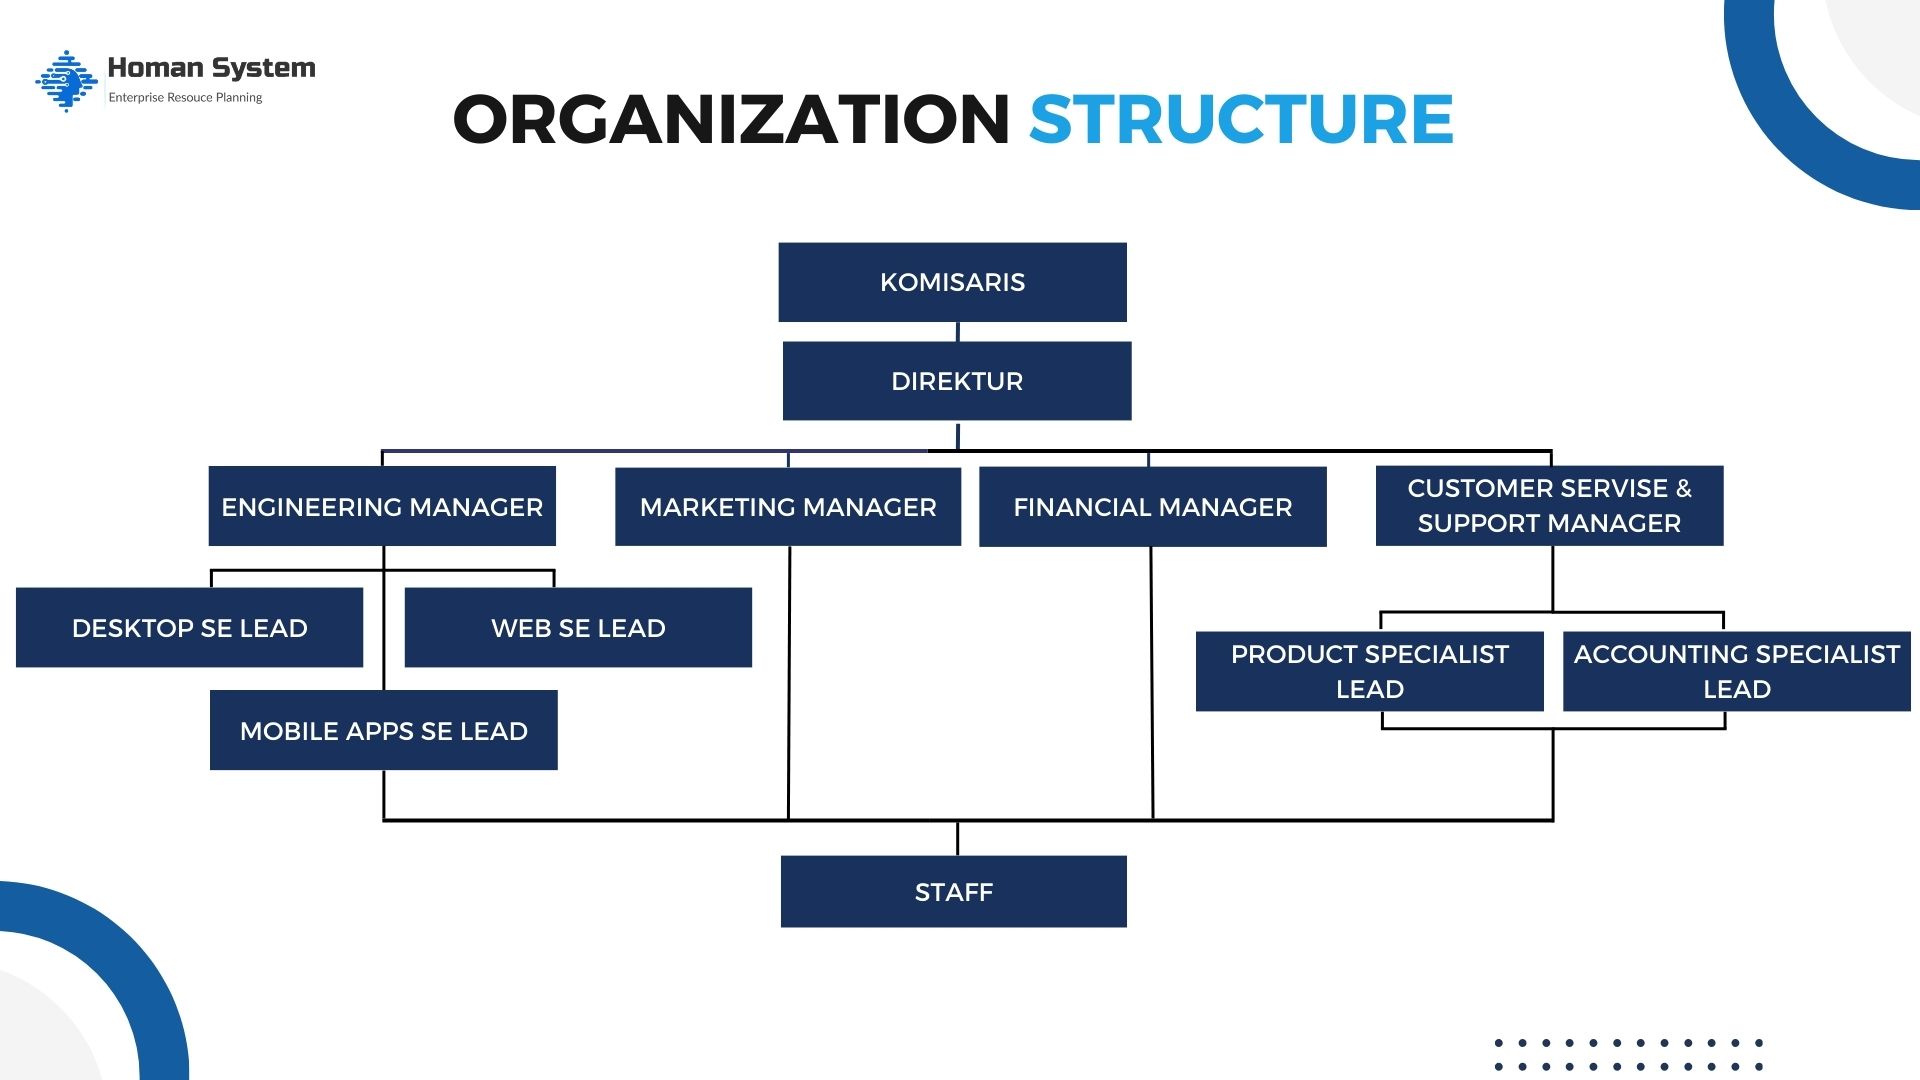 Homan System
Enterprise Resouce Planning
ORGANIZATION STRUCTURE
KOMISARIS
DIREKTUR
ENGINEERING MANAGER
MARKETING MANAGER
FINANCIAL MANAGER
CUSTOMER SERVISE &
SUPPORT MANAGER
DESKTOP SE LEAD
WEB SE LEAD
PRODUCT SPECIALIST
LEAD
ACCOUNTING SPECIALIST
LEAD
MOBILE APPS SE LEAD
STAFF